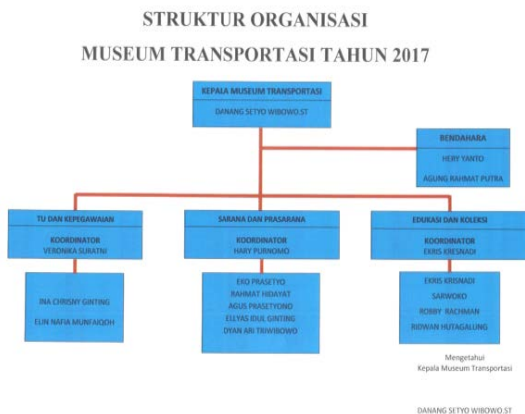 STRUKTUR ORGANISASI
MUSEUM TRANSPORTASI TAHUN 2017
KEPALA MUSEUM TRANSPORTASI
DANANG SETYO WIBOWO.ST
BENDAHARA
HERY YANTO
AGUNG RAHMAT PUTRA
TU DAN KEPEGAWAIAN
KOORDINATOR
VERONIKA SURATNI
INA CHRISNY GINTING
ELIN NAFIA MUNFAIQOH
SARANA DAN PRASARANA
KOORDINATOR
HARY PURNOMO
EKO PRASETYO
RAHMAT HIDAYAT
AGUS PRASETYONO
ELLYAS IDUL GINTING
DYAN ARI TRIWIBOWO
EDUKASI DAN KOLEKSI
KOORDINATOR
EKRIS KRESNADI
EKRIS KRISNADI
SARWOKO
ROBBY RACHMAN
RIDWAN HUTAGALUNG
Mengetahui
Kepala Museum Transportasi
DANANG SETYO WIBOWO.ST